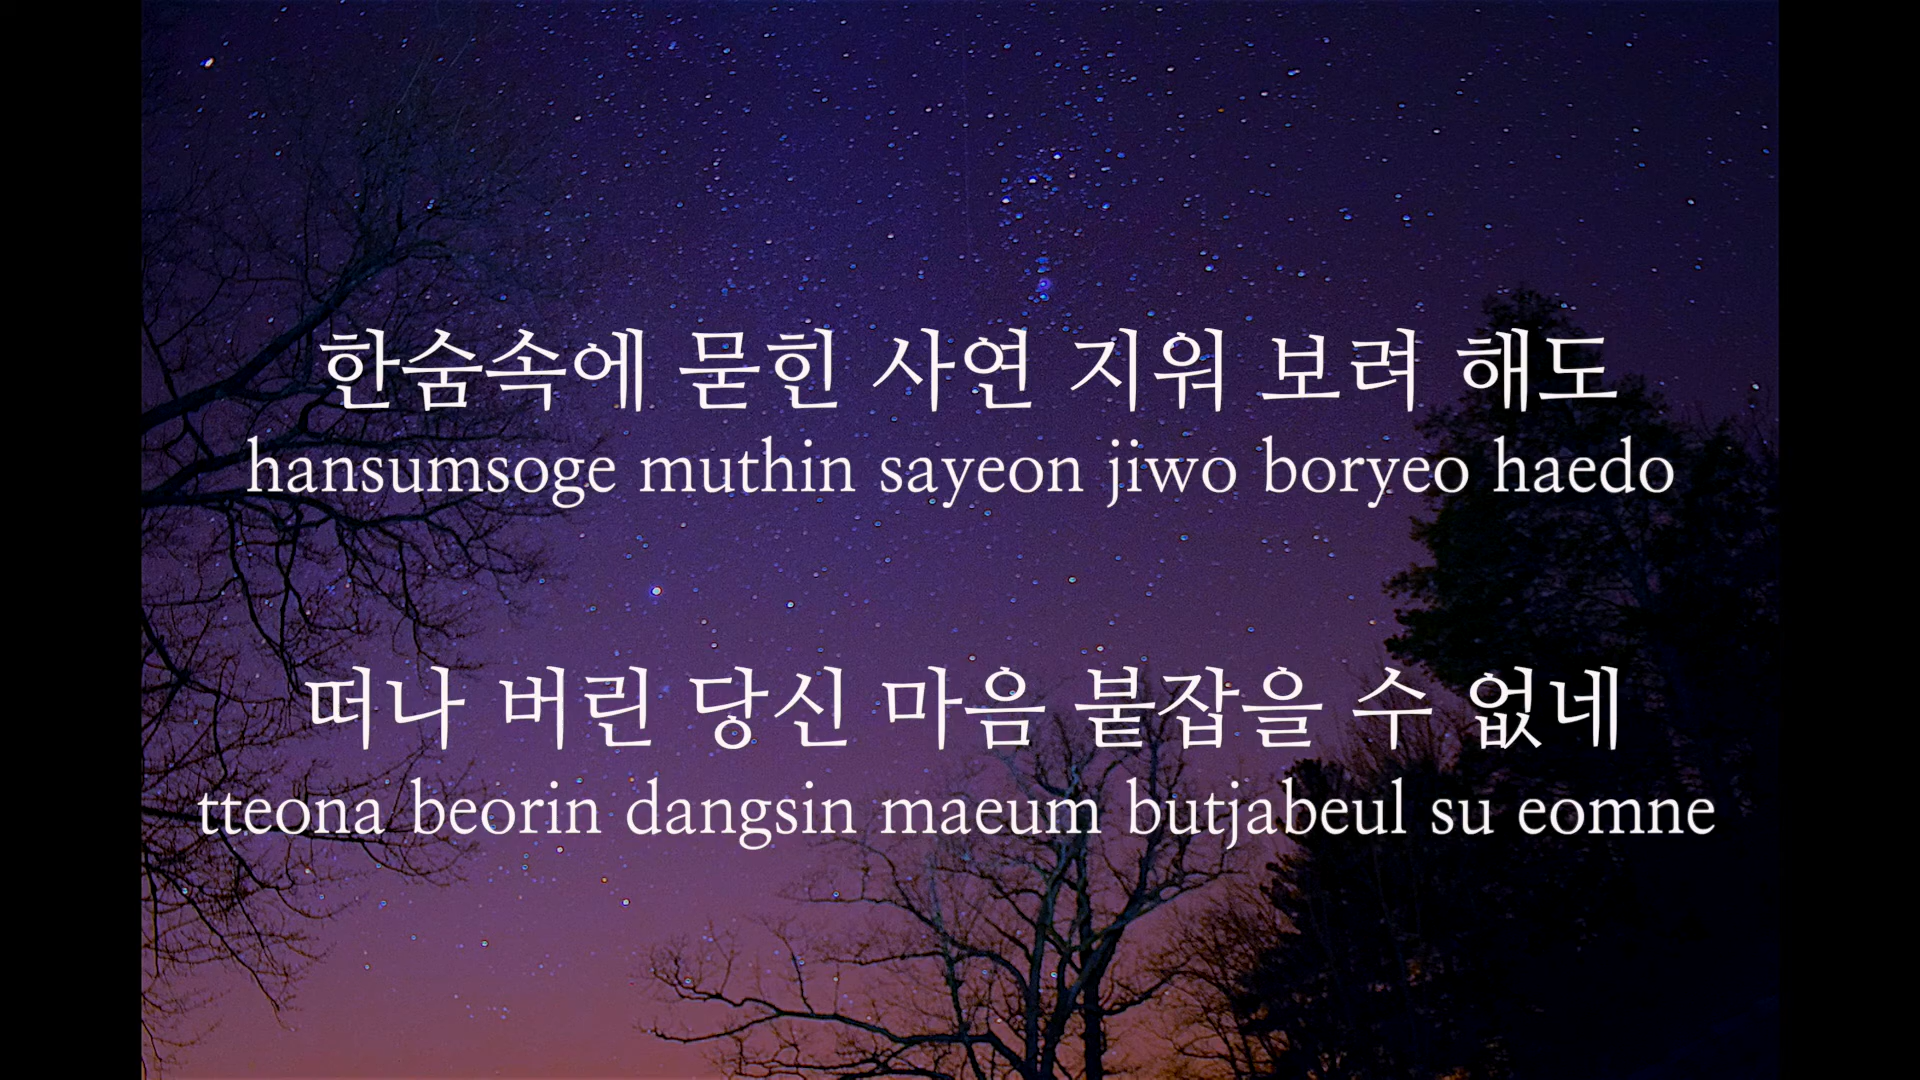 한숨속에 묻힌 사연 지워 보려 해도
hansumsoge muthin sayeon jiwo boryeo haedo
떠나 버린 당신 마음 붙잡을 수 없네
tteona beorin dangsin maeum butjabeul su eomne